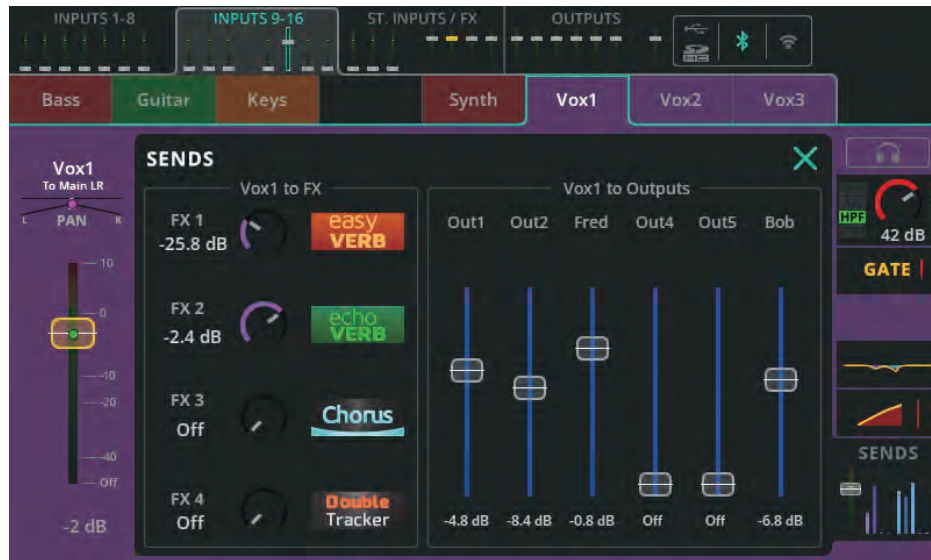 INPUTS 1-8 INPUTS 9-16 ST. INPUTS / FX OUTPUTS
Bass Guitar Keys Synth Vox1 Vox2 Vox3
Vox1
To Main LR
L PAN R
10
0
-10
-20
-40
Off
-2 dB
SENDS
Vox1 to FX
FX 1
-25.8 dB
easy
VERB
FX 2
-2.4 dB
echo
VERB
FX 3
Off
Chorus
FX 4
Off
Double
Tracker
Vox1 to Outputs
Out1 Out2 Fred Out4 Out5 Bob
-4.8 dB -8.4 dB -0.8 dB Off Off -6.8 dB
HPF
42 dB
GATE
SENDS